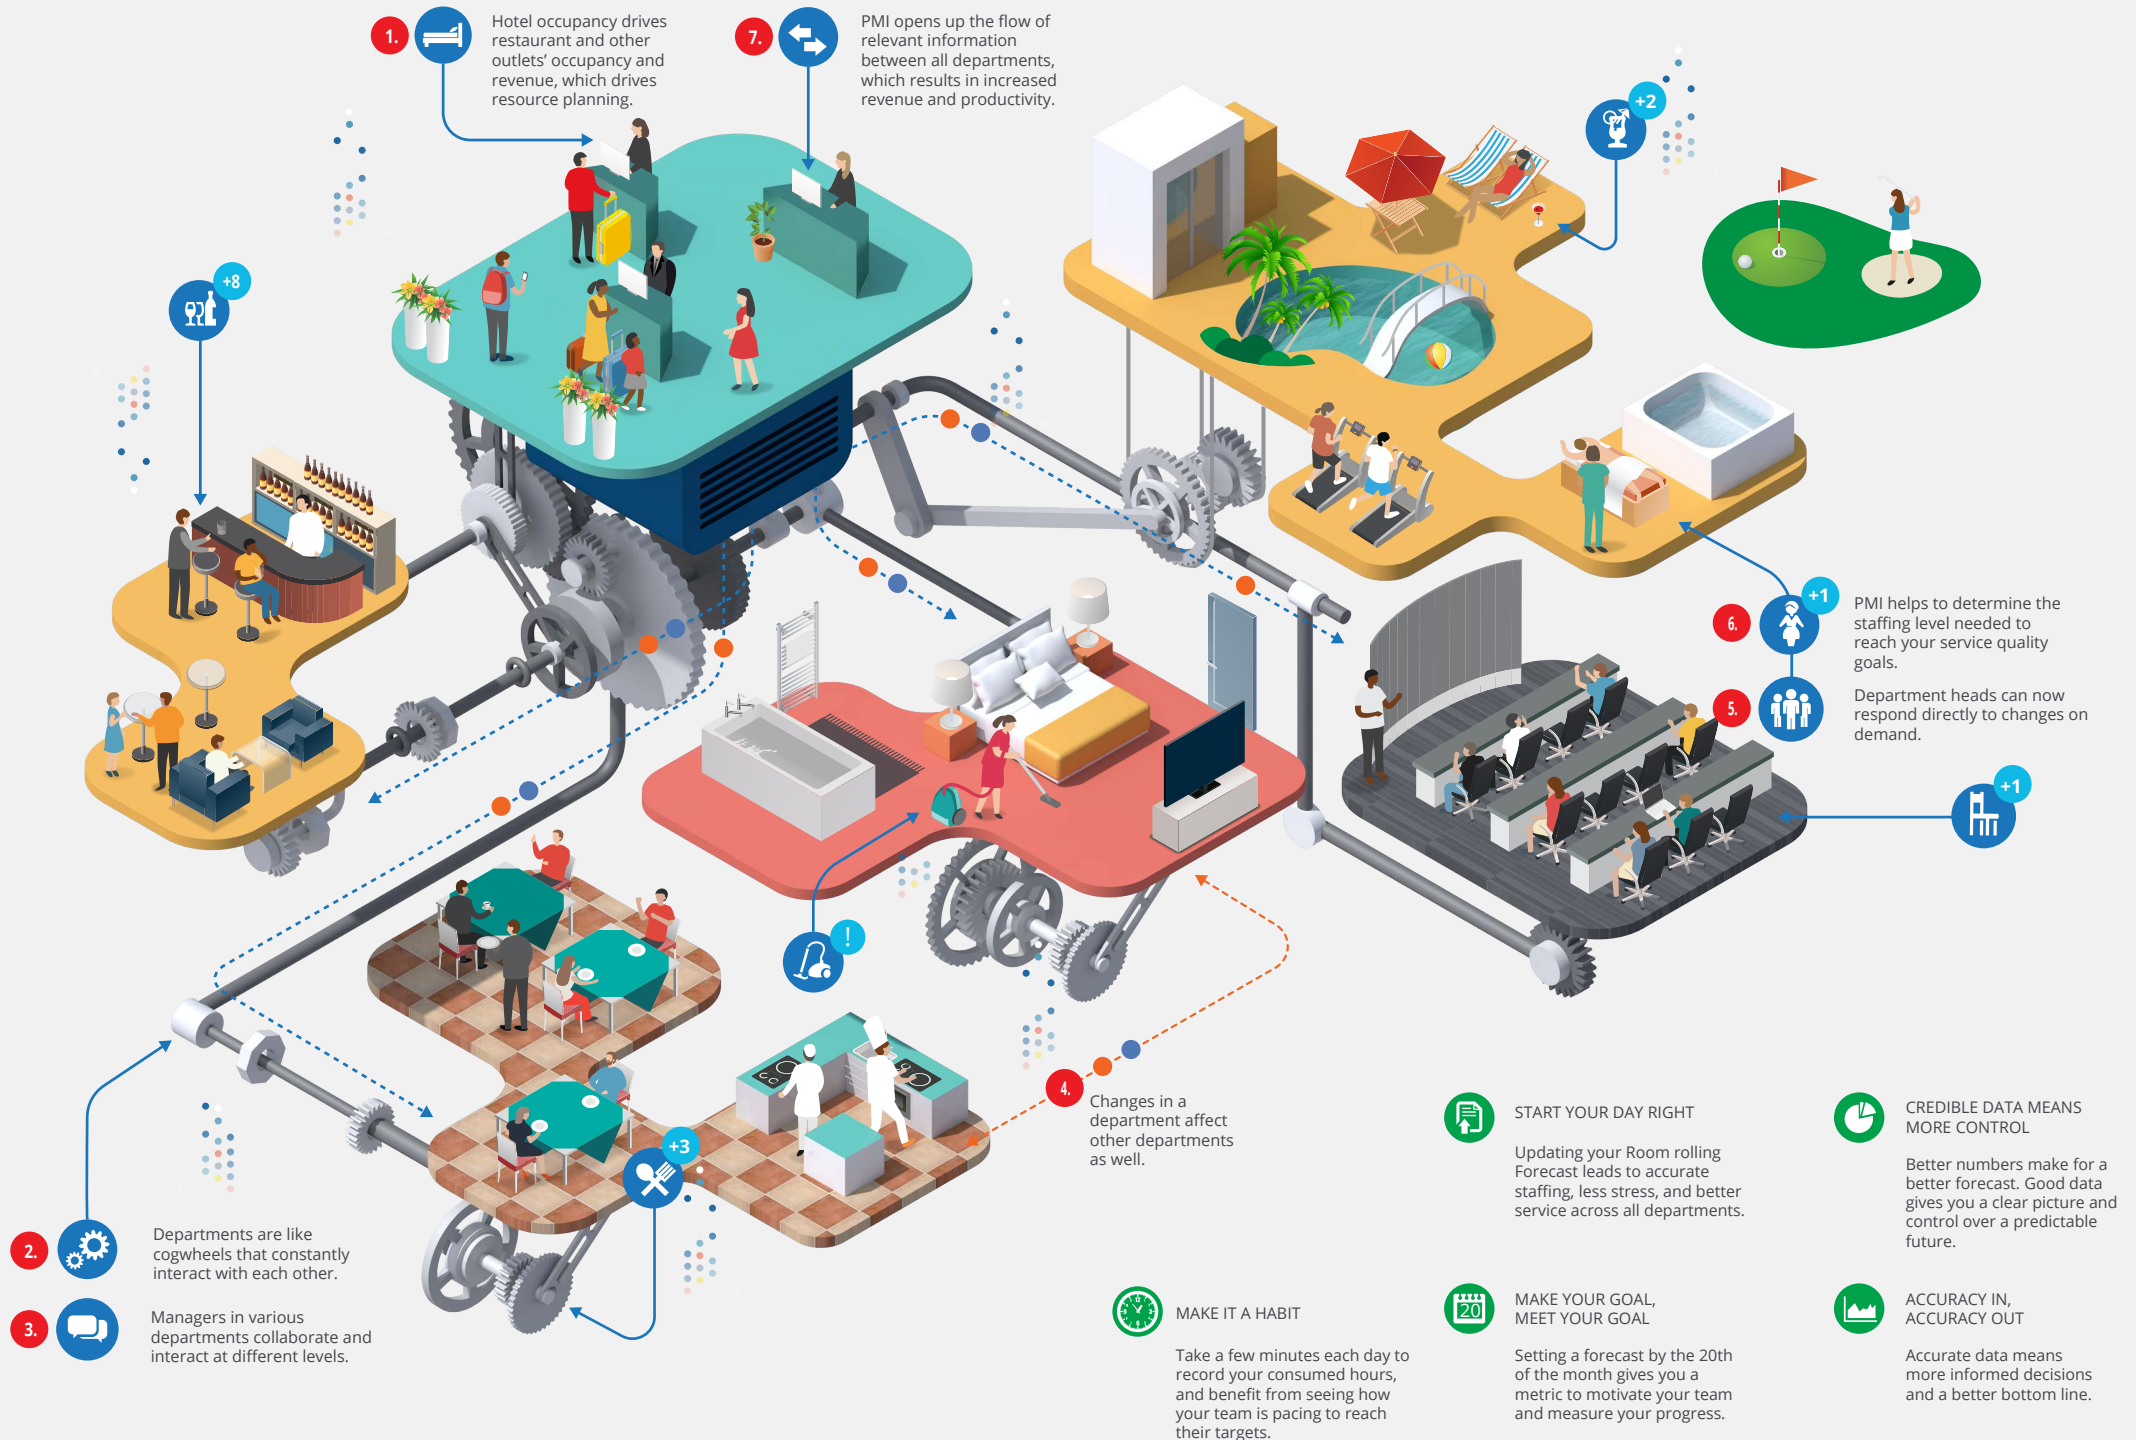 1.
Hotel occupancy drives
restaurant and other
outlets’ occupancy and
revenue, which drives
resource planning.
7.
PMI opens up the flow of
relevant information
between all departments,
which results in increased
revenue and productivity.
+2
+8
+1
6.
PMI helps to determine the
staffing level needed to
reach your service quality
goals.
5.
Department heads can now
respond directly to changes on
demand.
+1
!
4.
Changes in a
department affect
other departments
as well.
+3
2.
Departments are like
cogwheels that constantly
interact with each other.
3.
Managers in various
departments collaborate and
interact at different levels.
START YOUR DAY RIGHT
Updating your Room rolling
Forecast leads to accurate
staffing, less stress, and better
service across all departments.
CREDIBLE DATA MEANS
MORE CONTROL
Better numbers make for a
better forecast. Good data
gives you a clear picture and
control over a predictable
future.
MAKE IT A HABIT
Take a few minutes each day to
record your consumed hours,
and benefit from seeing how
your team is pacing to reach
their targets.
20
MAKE YOUR GOAL,
MEET YOUR GOAL
Setting a forecast by the 20th
of the month gives you a
metric to motivate your team
and measure your progress.
ACCURACY IN,
ACCURACY OUT
Accurate data means
more informed decisions
and a better bottom line.